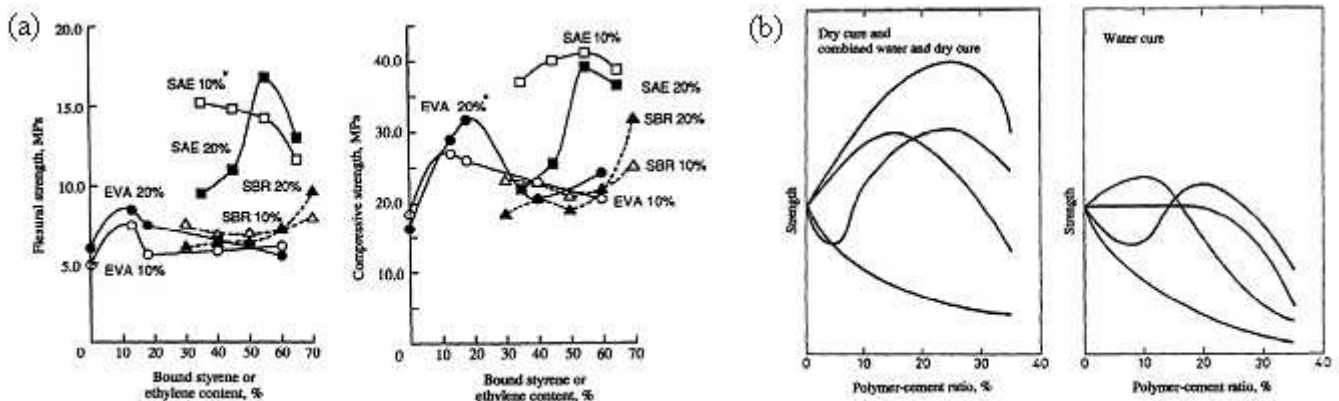 (a)
Flexural strength, MPa
20.0
15.0
10.0
5.0
SAE 10%*
SAE 20%
EVA 20%
SBR 20%
SBR 10%
EVA 10%
0 10 20 30 40 50 60 70
Bound styrene or
ethylene content, %
Compressive strength, MPa
40.0
30.0
20.0
10.0
SAE 10%
SAE 20%
EVA 20%*
SBR 20%
SBR 10%
EVA 10%
0 10 20 30 40 50 60 70
Bound styrene or
ethylene content, %
(b)
Dry cure and
combined water and dry cure
Strength
0 10 20 30 40
Polymer-cement ratio, %
Water cure
Strength
0 10 20 30 40
Polymer-cement ratio, %